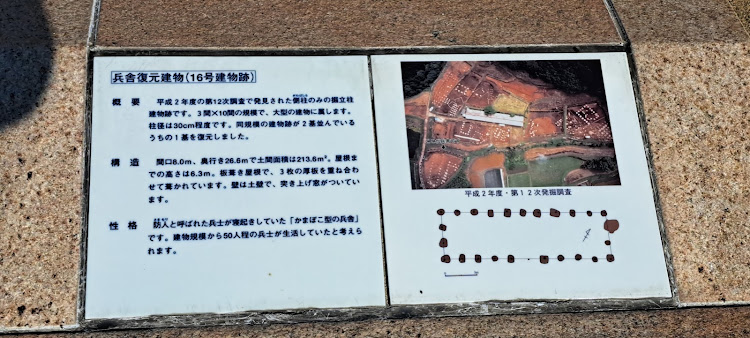 兵舎復元建物(16号建物跡)
概要 平成2年度の第12次調査で発見された側柱のみの掘立柱
建物跡です。3間×10間の規模で、大型の建物に属します。
柱径は30cm程度です。同規模の建物跡が2基並んでいる
うちの1基を復元しました。
構造 間口8.0m、奥行き26.6mで土間面積は213.6m²。屋根ま
での高さは6.3m。板葺き屋根で、3枚の厚板を重ね合わ
せて葺かれています。壁は土壁で、突き上げ窓がついてい
ます。
性格 防人と呼ばれた兵士が寝起きしていた「かまぼこ型の兵舎」
です。建物規模から50人程の兵士が生活していたと考えら
れます。
平成2年度・第12次発掘調査